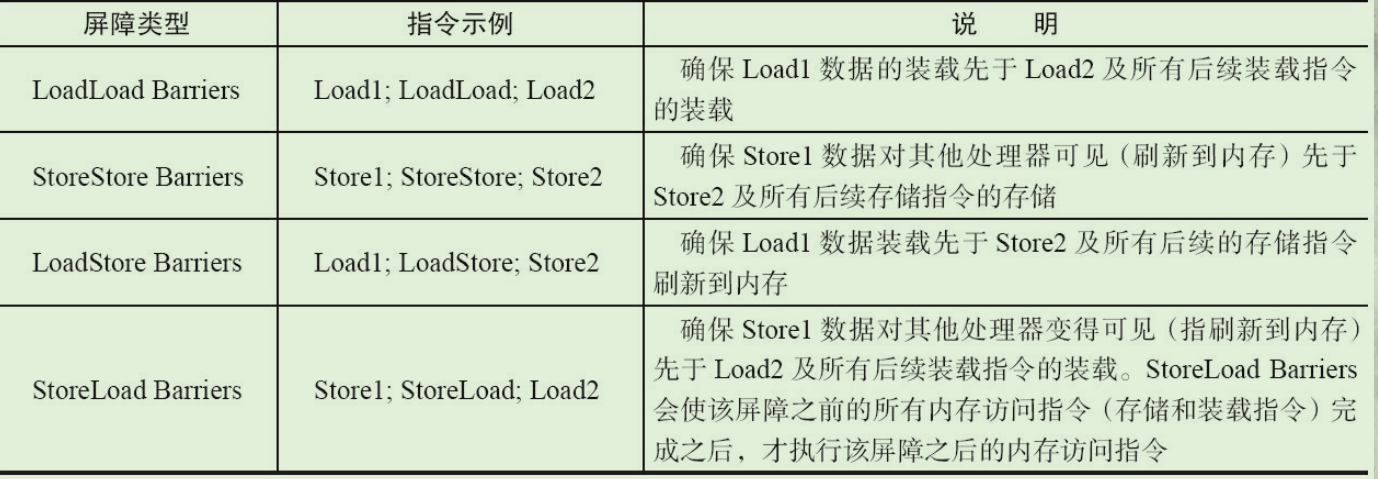 屏障类型 指令示例 说 明
LoadLoad Barriers Load1; LoadLoad; Load2 确保 Load1 数据的装载先于 Load2 及所有后续装载指令
的装载
StoreStore Barriers Store1; StoreStore; Store2 确保 Store1 数据对其他处理器可见（刷新到内存）先于
Store2 及所有后续存储指令的存储
LoadStore Barriers Load1; LoadStore; Store2 确保 Load1 数据装载先于 Store2 及所有后续的存储指令
刷新到内存
StoreLoad Barriers Store1; StoreLoad; Load2 确保 Store1 数据对其他处理器变得可见（指刷新到内存）
先于 Load2 及所有后续装载指令的装载。StoreLoad Barriers
会使该屏障之前的所有内存访问指令（存储和装载指令）完
成之后，才执行该屏障之后的内存访问指令